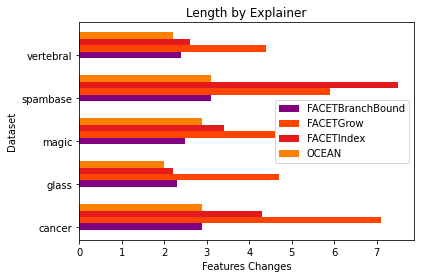 Length by Explainer
Dataset
vertebral
spambase
magic
glass
cancer
FACETBranchBound
FACETGrow
FACETIndex
OCEAN
0 1 2 3 4 5 6 7
Features Changes